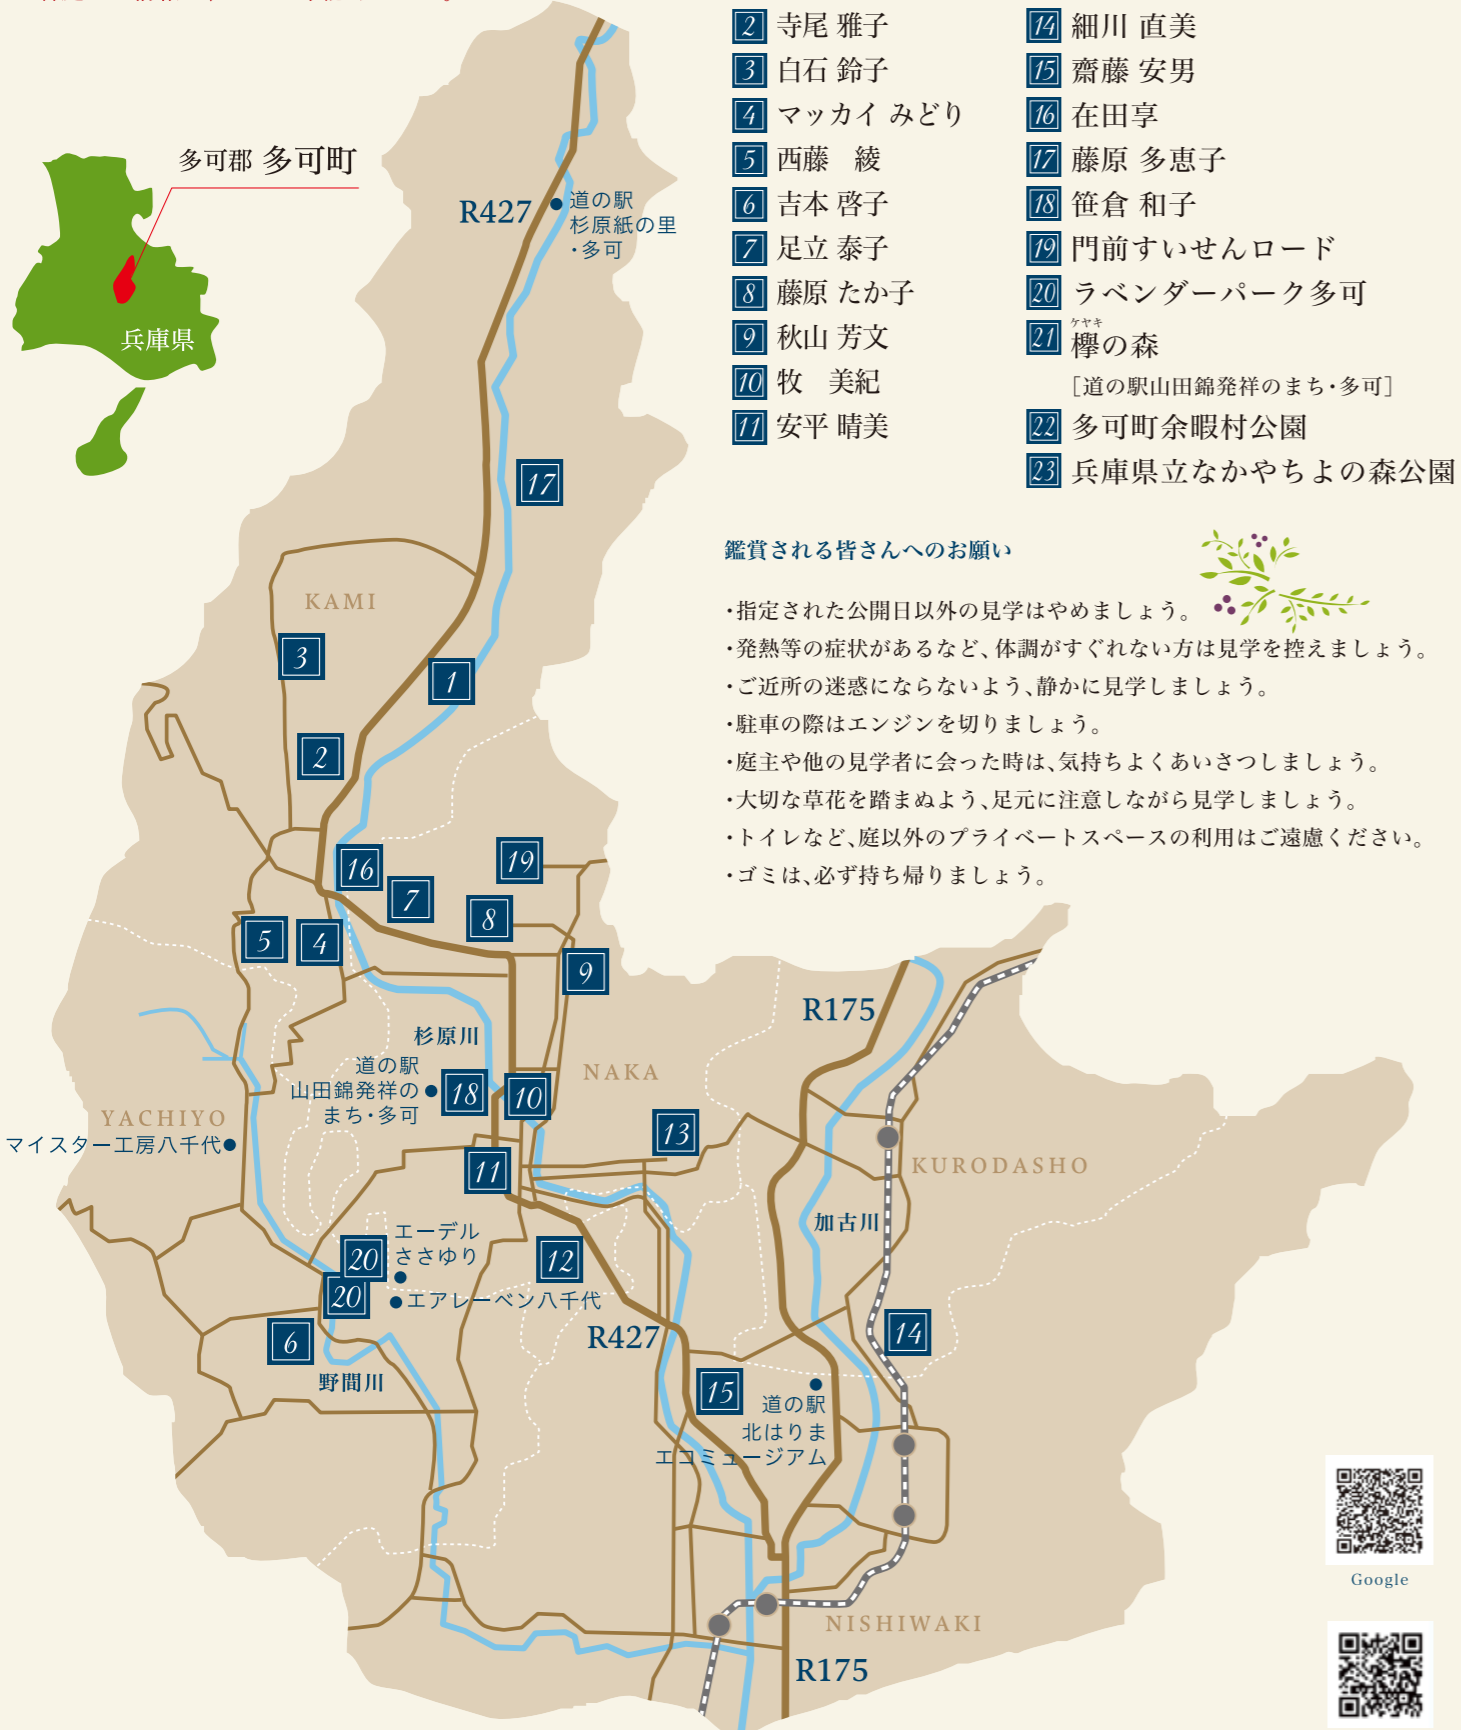 2 寺尾 雅子
3 白石 鈴子
4 マッカイ みどり
5 西藤　綾
6 吉本 啓子
7 足立 泰子
8 藤原 たか子
9 秋山 芳文
10 牧　美紀
11 安平 晴美
14 細川 直美
15 齋藤 安男
16 在田享
17 藤原 多恵子
18 笹倉 和子
19 門前すいせんロード
20 ラベンダーパーク多可
ケヤキ
21 欅の森
［道の駅山田錦発祥のまち・多可］
22 多可町余暇村公園
23 兵庫県立なかやちよの森公園
鑑賞される皆さんへのお願い
・指定された公開日以外の見学はやめましょう。
・発熱等の症状があるなど、体調がすぐれない方は見学を控えましょう。
・ご近所の迷惑にならないよう、静かに見学しましょう。
・駐車の際はエンジンを切りましょう。
・庭主や他の見学者に会った時は、気持ちよくあいさつしましょう。
・大切な草花を踏まぬよう、足元に注意しながら見学しましょう。
・トイレなど、庭以外のプライベートスペースの利用はご遠慮ください。
・ゴミは、必ず持ち帰りましょう。
多可郡 多可町
兵庫県
R427
道の駅
杉原紙の里
・多可
17
KAMI
3
1
2
16
19
7
8
5
4
9
R175
杉原川
道の駅
山田錦発祥の
まち・多可
18
10
NAKA
YACHIYO
マイスター工房八千代
13
11
KURODASHO
加古川
エーデル
ささゆり
20
12
20
エアレーベン八千代
R427
6
14
野間川
15
道の駅
北はりま
エコミュージアム
NISHIWAKI
R175
Google